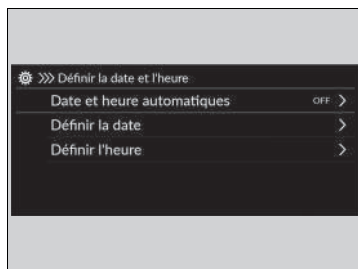 Définir la date et l'heure
Date et heure automatiques OFF
Définir la date
Définir l'heure